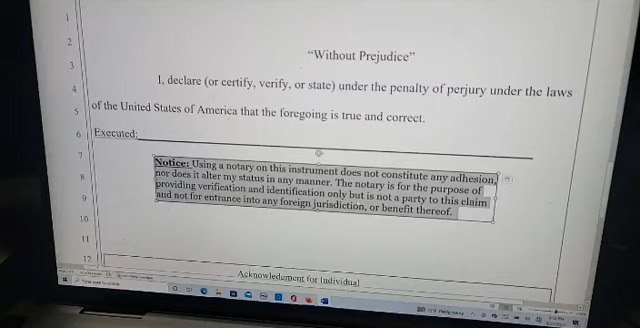 1
2
"Without Prejudice"
3
I, declare (or certify, verify, or state) under the penalty of perjury under the laws
4
of the United States of America that the foregoing is true and correct.
5
6 Executed:
7
Notice: Using a notary on this instrument does not constitute any adhesion,
nor does it alter my status in any manner. The notary is for the purpose of
8
providing verification and identification only but is not a party to this claim
9
and not for entrance into any foreign jurisdiction, or benefit thereof.
10
11
12
Acknowledgment for Individual